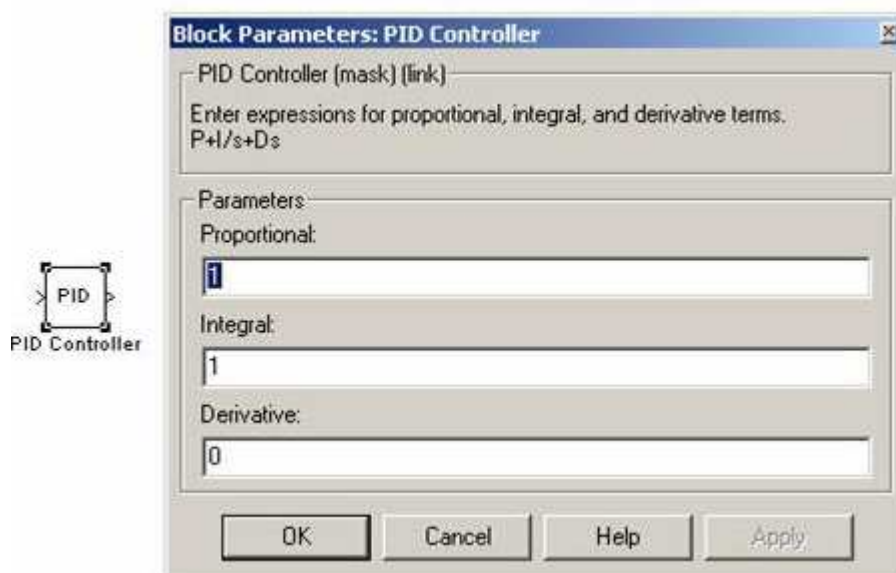 Block Parameters: PID Controller
PID Controller (mask) (link)
Enter expressions for proportional, integral, and derivative terms.
P+I/s+Ds
Parameters
Proportional:
1
Integral:
1
Derivative:
0
OK Cancel Help Apply
PID
PID Controller